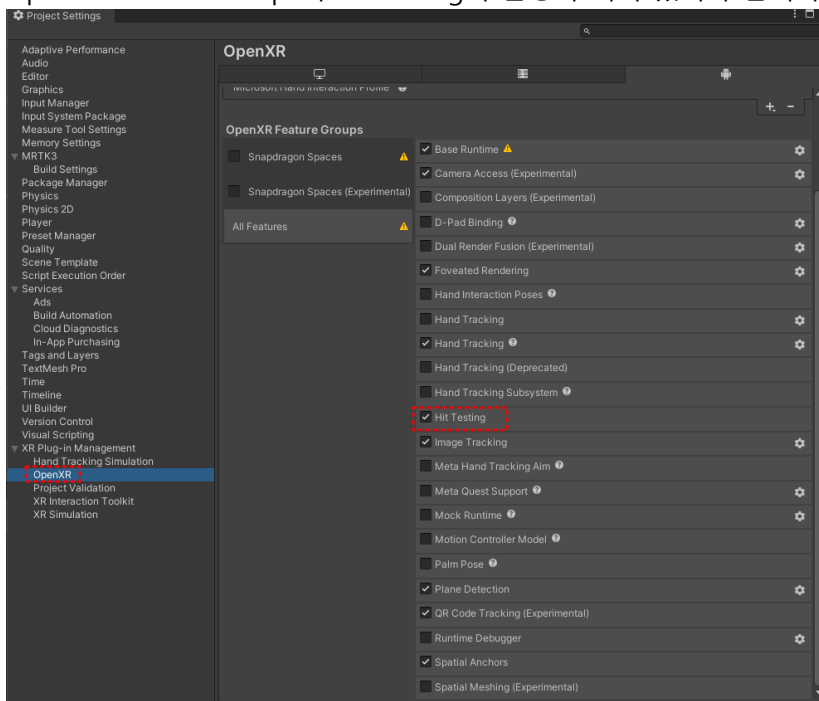 Project Settings
Adaptive Performance
Audio
Editor
Graphics
Input Manager
Input System Package
Measure Tool Settings
Memory Settings
MRTK3
Build Settings
Package Manager
Physics
Physics 2D
Player
Preset Manager
Quality
Scene Template
Script Execution Order
Services
Ads
Build Automation
Cloud Diagnostics
In-App Purchasing
Tags and Layers
TextMesh Pro
Time
Timeline
UI Builder
Version Control
Visual Scripting
XR Plug-in Management
Hand Tracking Simulation
OpenXR
Project Validation
XR Interaction Toolkit
XR Simulation
OpenXR
Microsoft Hand Interaction Profile
OpenXR Feature Groups
Snapdragon Spaces
Snapdragon Spaces (Experimental)
All Features
Base Runtime
Camera Access (Experimental)
Composition Layers (Experimental)
D-Pad Binding
Dual Render Fusion (Experimental)
Foveated Rendering
Hand Interaction Poses
Hand Tracking
Hand Tracking
Hand Tracking (Deprecated)
Hand Tracking Subsystem
Hit Testing
Image Tracking
Meta Hand Tracking Aim
Meta Quest Support
Mock Runtime
Motion Controller Model
Palm Pose
Plane Detection
QR Code Tracking (Experimental)
Runtime Debugger
Spatial Anchors
Spatial Meshing (Experimental)